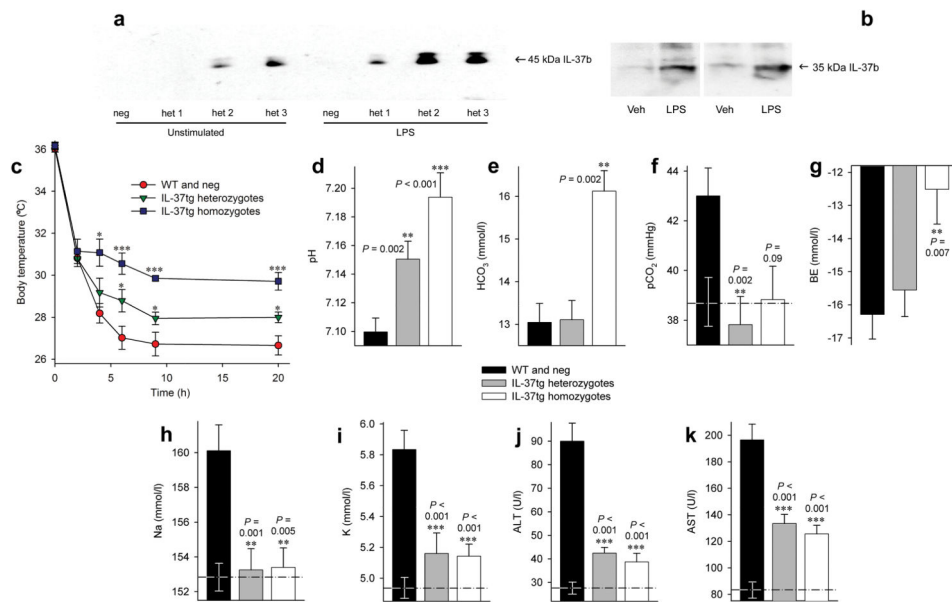 a
b
← 45 kDa IL-37b
← 35 kDa IL-37b
neg het 1 het 2 het 3 neg het 1 het 2 het 3
Unstimulated LPS
Veh LPS Veh LPS
c
36
34
32
30
28
26
Body temperature (ºC)
0 5 10 15 20
Time (h)
WT and neg
IL-37tg heterozygotes
IL-37tg homozygotes
*
***
***
***
*
*
*
d
7.20
7.18
7.14
7.10
pH
P = 0.002
**
P < 0.001
***
e
16
15
14
13
HCO3 (mmol/l)
P = 0.002
**
f
44
42
40
38
pCO2 (mmHg)
P =
0.002
**
P =
0.09
g
-12
-13
-14
-15
-16
-17
BE (mmol/l)
**
P =
0.007
WT and neg
IL-37tg heterozygotes
IL-37tg homozygotes
h
160
158
156
154
152
Na (mmol/l)
P =
0.001
**
P =
0.005
**
i
5.8
5.6
5.4
5.2
5.0
K (mmol/l)
P <
0.001
***
P <
0.001
***
j
90
80
70
60
50
40
30
ALT (U/l)
P <
0.001
***
P <
0.001
***
k
200
180
160
140
120
100
80
AST (U/l)
P <
0.001
***
P <
0.001
***